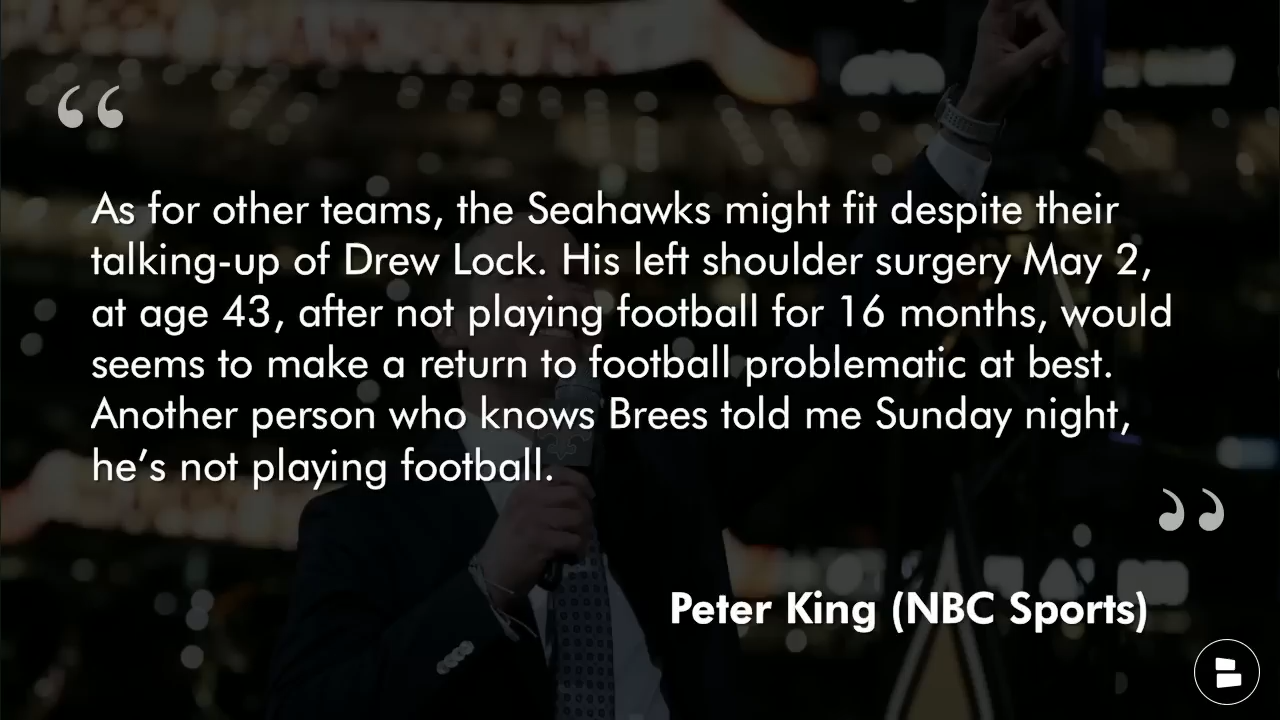 “
As for other teams, the Seahawks might fit despite their
talking-up of Drew Lock. His left shoulder surgery May 2,
at age 43, after not playing football for 16 months, would
seems to make a return to football problematic at best.
Another person who knows Brees told me Sunday night,
he’s not playing football.
”
Peter King (NBC Sports)